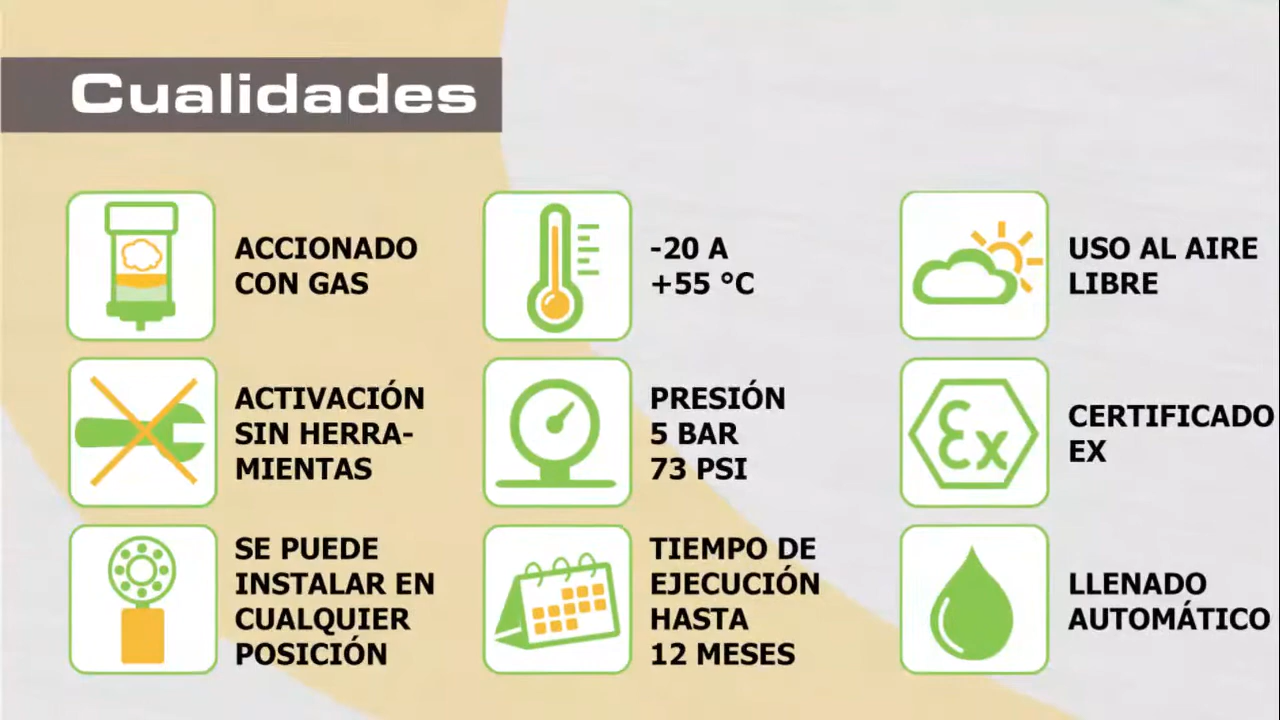 Cualidades
ACCIONADO
CON GAS
-20 A
+55 °C
USO AL AIRE
LIBRE
ACTIVACIÓN
SIN HERRA-
MIENTAS
PRESIÓN
5 BAR
73 PSI
Ex
CERTIFICADO
EX
SE PUEDE
INSTALAR EN
CUALQUIER
POSICIÓN
TIEMPO DE
EJECUCIÓN
HASTA
12 MESES
LLENADO
AUTOMÁTICO